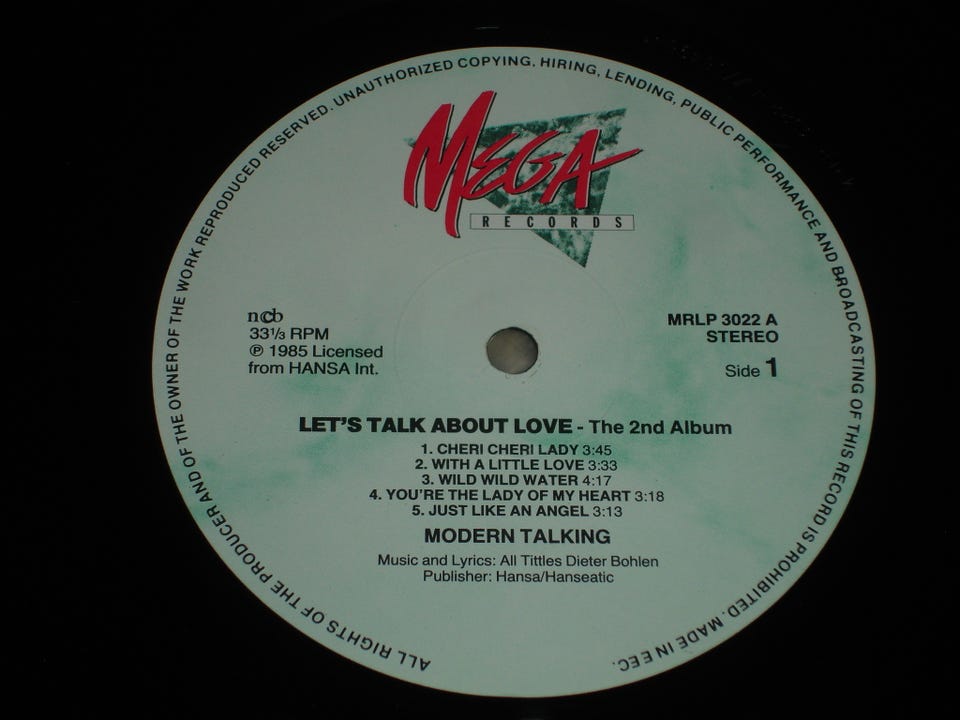 ALL RIGHTS OF THE PRODUCER AND OF THE OWNER OF THE WORK REPRODUCED RESERVED. UNAUTHORIZED COPYING, HIRING, LENDING, PUBLIC PERFORMANCE AND BROADCASTING OF THIS RECORD IS PROHIBITED. MADE IN EEC.
MEGA
RECORDS
ncb
33⅓ RPM
℗ 1985 Licensed
from HANSA Int.
MRLP 3022 A
STEREO
Side 1
LET'S TALK ABOUT LOVE - The 2nd Album
1. CHERI CHERI LADY 3:45
2. WITH A LITTLE LOVE 3:33
3. WILD WILD WATER 4:17
4. YOU'RE THE LADY OF MY HEART 3:18
5. JUST LIKE AN ANGEL 3:13
MODERN TALKING
Music and Lyrics: All Tittles Dieter Bohlen
Publisher: Hansa/Hanseatic